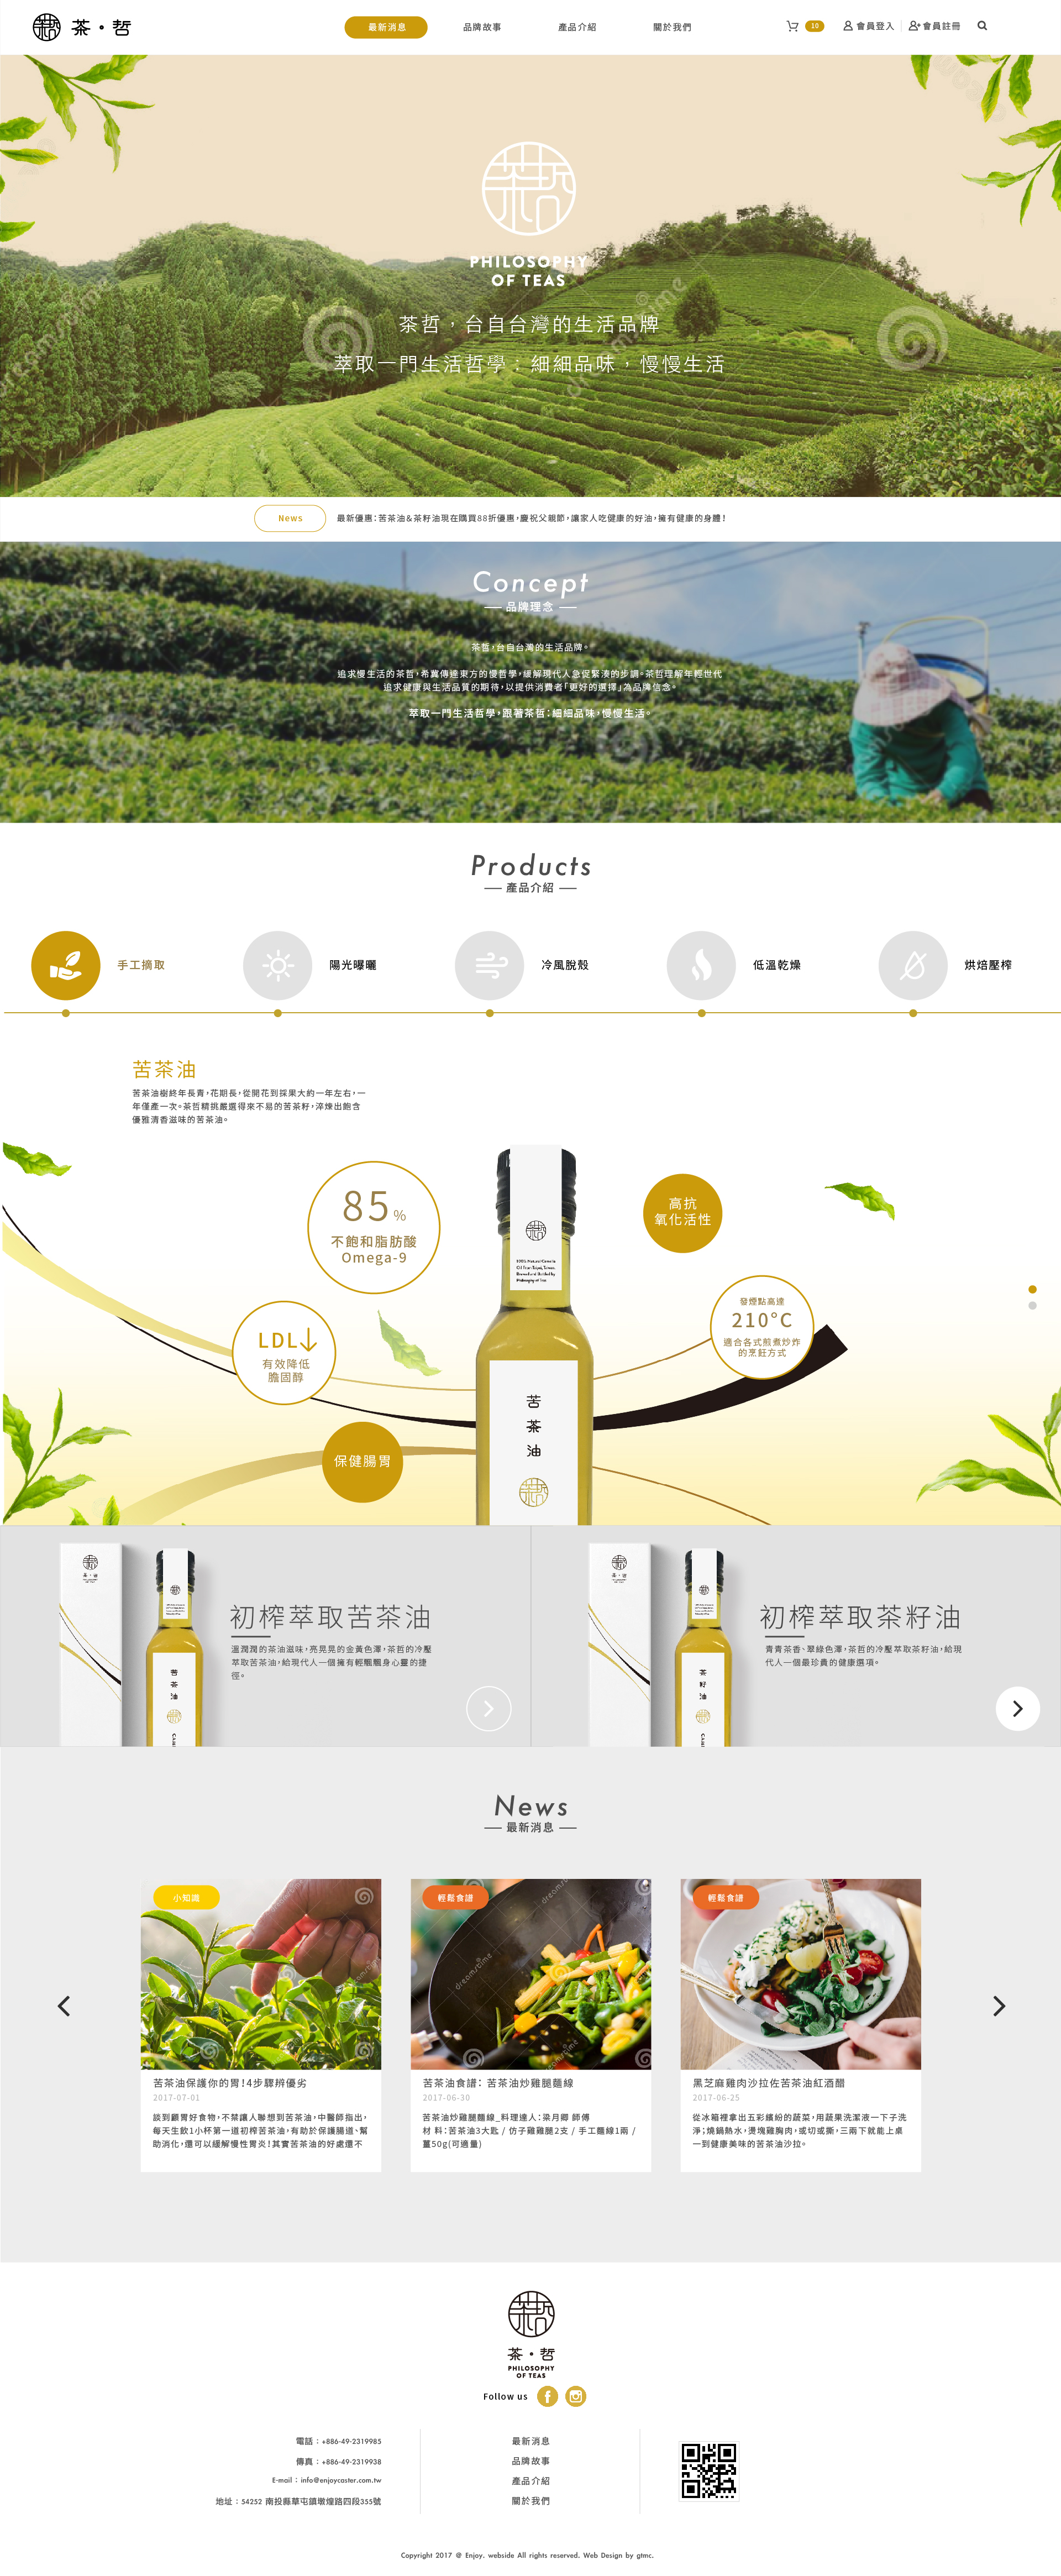 茶·哲
最新消息
品牌故事
產品介紹
關於我們
10
會員登入
會員註冊
PHILOSOPHY
OF TEAS
茶哲，台自台灣的生活品牌
萃取一門生活哲學：細細品味，慢慢生活
News
最新優惠：苦茶油&茶籽油現在購買88折優惠，慶祝父親節，讓家人吃健康的好油，擁有健康的身體！
Concept
品牌理念
茶哲，台自台灣的生活品牌。
追求慢生活的茶哲，希冀傳達東方的慢哲學，緩解現代人急促緊湊的步調。茶哲理解年輕世代
追求健康與生活品質的期待，以提供消費者「更好的選擇」為品牌信念。
萃取一門生活哲學，跟著茶哲：細細品味，慢慢生活。
Products
產品介紹
手工摘取
陽光曝曬
冷風脫殼
低溫乾燥
烘焙壓榨
苦茶油
苦茶油樹終年長青，花期長，從開花到採果大約一年左右，一
年僅產一次。茶哲精挑嚴選得來不易的苦茶籽，淬煉出飽含
優雅清香滋味的苦茶油。
85%
不飽和脂肪酸
Omega-9
高抗
氧化活性
LDL↓
有效降低
膽固醇
發煙點高達
210°C
適合各式煎煮炒炸
的烹飪方式
保健腸胃
苦茶油
初榨萃取苦茶油
溫潤潤的茶油滋味，亮晃晃的金黃色澤，茶哲的冷壓
萃取苦茶油，給現代人一個擁有輕飄飄身心靈的捷
徑。
茶·哲
苦茶油
初榨萃取茶籽油
青青茶香、翠綠色澤，茶哲的冷壓萃取茶籽油，給現
代人一個最珍貴的健康選項。
茶·哲
茶籽油
News
最新消息
小知識
苦茶油保護你的胃！4步驟辨優劣
2017-07-01
談到顧胃好食物，不禁讓人聯想到苦茶油，中醫師指出，
每天生飲1小杯第一道初榨苦茶油，有助於保護腸道、幫
助消化，還可以緩解慢性胃炎！其實苦茶油的好處還不
輕鬆食譜
苦茶油食譜： 苦茶油炒雞腿麵線
2017-06-30
苦茶油炒雞腿麵線_料理達人：梁月卿 師傅
材 料：苦茶油3大匙 / 仿子雞雞腿2支 / 手工麵線1兩 /
薑50g(可適量)
輕鬆食譜
黑芝麻雞肉沙拉佐苦茶油紅酒醋
2017-06-25
從冰箱裡拿出五彩繽紛的蔬菜，用蔬果洗潔液一下子洗
淨；燒鍋熱水，燙塊雞胸肉，或切或撕，三兩下就能上桌
一到健康美味的苦茶油沙拉。
茶·哲
PHILOSOPHY
OF TEAS
Follow us
電話：+886-49-2319985
傳真：+886-49-2319938
E-mail：info@enjoycaster.com.tw
地址：54252 南投縣草屯鎮墩煌路四段355號
最新消息
品牌故事
產品介紹
關於我們
Copyright 2017 @ Enjoy. webside All rights reserved. Web Design by gtmc.